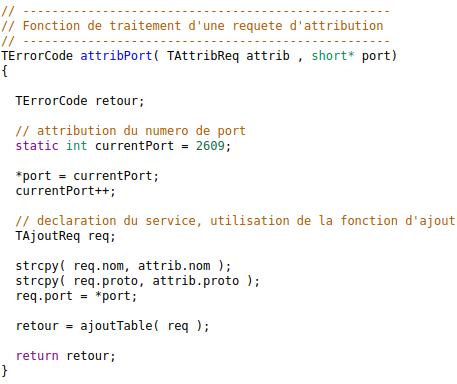 // ---------------------------------------------------
// Fonction de traitement d'une requete d'attribution
// ---------------------------------------------------
TErrorCode attribPort( TAttribReq attrib , short* port)
{
TErrorCode retour;
// attribution du numero de port
static int currentPort = 2609;
*port = currentPort;
currentPort++;
// declaration du service, utilisation de la fonction d'ajout
TAjoutReq req;
strcpy( req.nom, attrib.nom );
strcpy( req.proto, attrib.proto );
req.port = *port;
retour = ajoutTable( req );
return retour;
}